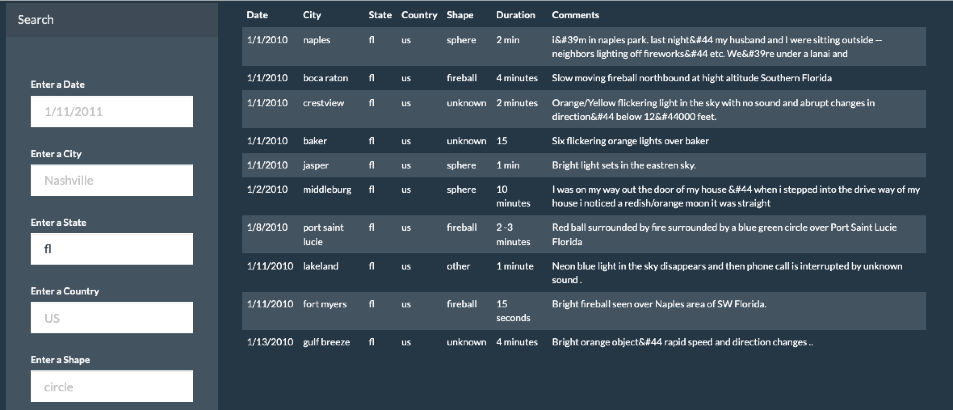 Search
Enter a Date
1/11/2011
Enter a City
Nashville
Enter a State
fl
Enter a Country
US
Enter a Shape
circle
Date City State Country Shape Duration Comments
1/1/2010 naples fl us sphere 2 min i&#39m in naples park. last night&#44 my husband and I were sitting outside --
neighbors lighting off fireworks&#44 etc. We&#39re under a lanai and
1/1/2010 boca raton fl us fireball 4 minutes Slow moving fireball northbound at hight altitude Southern Florida
1/1/2010 crestview fl us unknown 2 minutes Orange/Yellow flickering light in the sky with no sound and abrupt changes in
direction&#44 below 12&#44000 feet.
1/1/2010 baker fl us unknown 15 Six flickering orange lights over baker
1/1/2010 jasper fl us sphere 1 min Bright light sets in the eastren sky.
1/2/2010 middleburg fl us sphere 10 I was on my way out the door of my house &#44 when i stepped into the drive way of my
minutes house i noticed a redish/orange moon it was straight
1/8/2010 port saint fl us fireball 2 -3 Red ball surrounded by fire surrounded by a blue green circle over Port Saint Lucie
lucie minutes Florida
1/11/2010 lakeland fl us other 1 minute Neon blue light in the sky disappears and then phone call is interrupted by unknown
sound .
1/11/2010 fort myers fl us fireball 15 Bright fireball seen over Naples area of SW Florida.
seconds
1/13/2010 gulf breeze fl us unknown 4 minutes Bright orange object&#44 rapid speed and direction changes ..